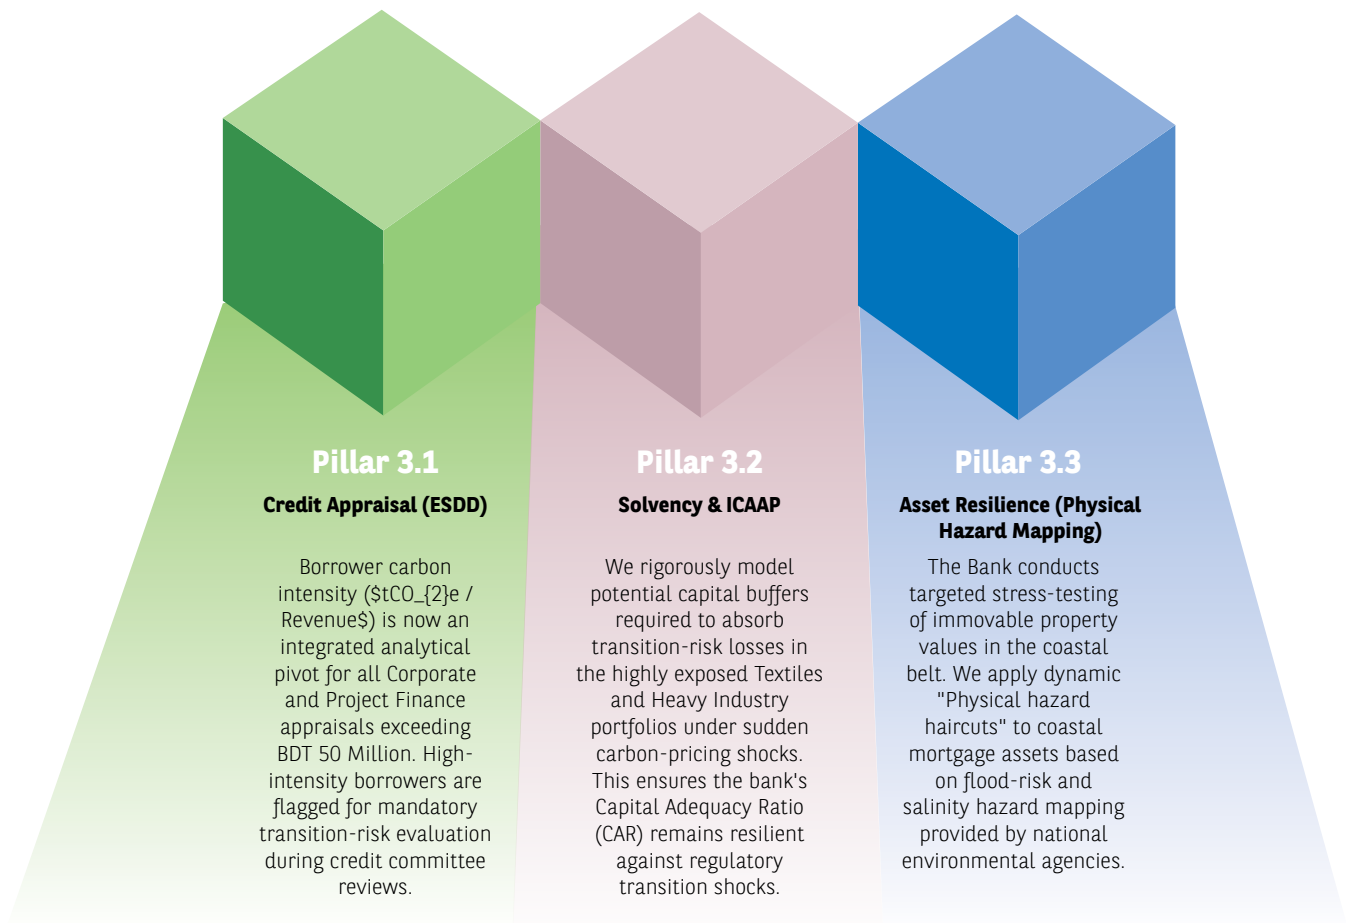 Pillar 3.1
Credit Appraisal (ESDD)
Borrower carbon
intensity ($tCO_{2}e /
Revenue$) is now an
integrated analytical
pivot for all Corporate
and Project Finance
appraisals exceeding
BDT 50 Million. High-
intensity borrowers are
flagged for mandatory
transition-risk evaluation
during credit committee
reviews.
Pillar 3.2
Solvency & ICAAP
We rigorously model
potential capital buffers
required to absorb
transition-risk losses in
the highly exposed Textiles
and Heavy Industry
portfolios under sudden
carbon-pricing shocks.
This ensures the bank's
Capital Adequacy Ratio
(CAR) remains resilient
against regulatory
transition shocks.
Pillar 3.3
Asset Resilience (Physical
Hazard Mapping)
The Bank conducts
targeted stress-testing
of immovable property
values in the coastal
belt. We apply dynamic
"Physical hazard
haircuts" to coastal
mortgage assets based
on flood-risk and
salinity hazard mapping
provided by national
environmental agencies.